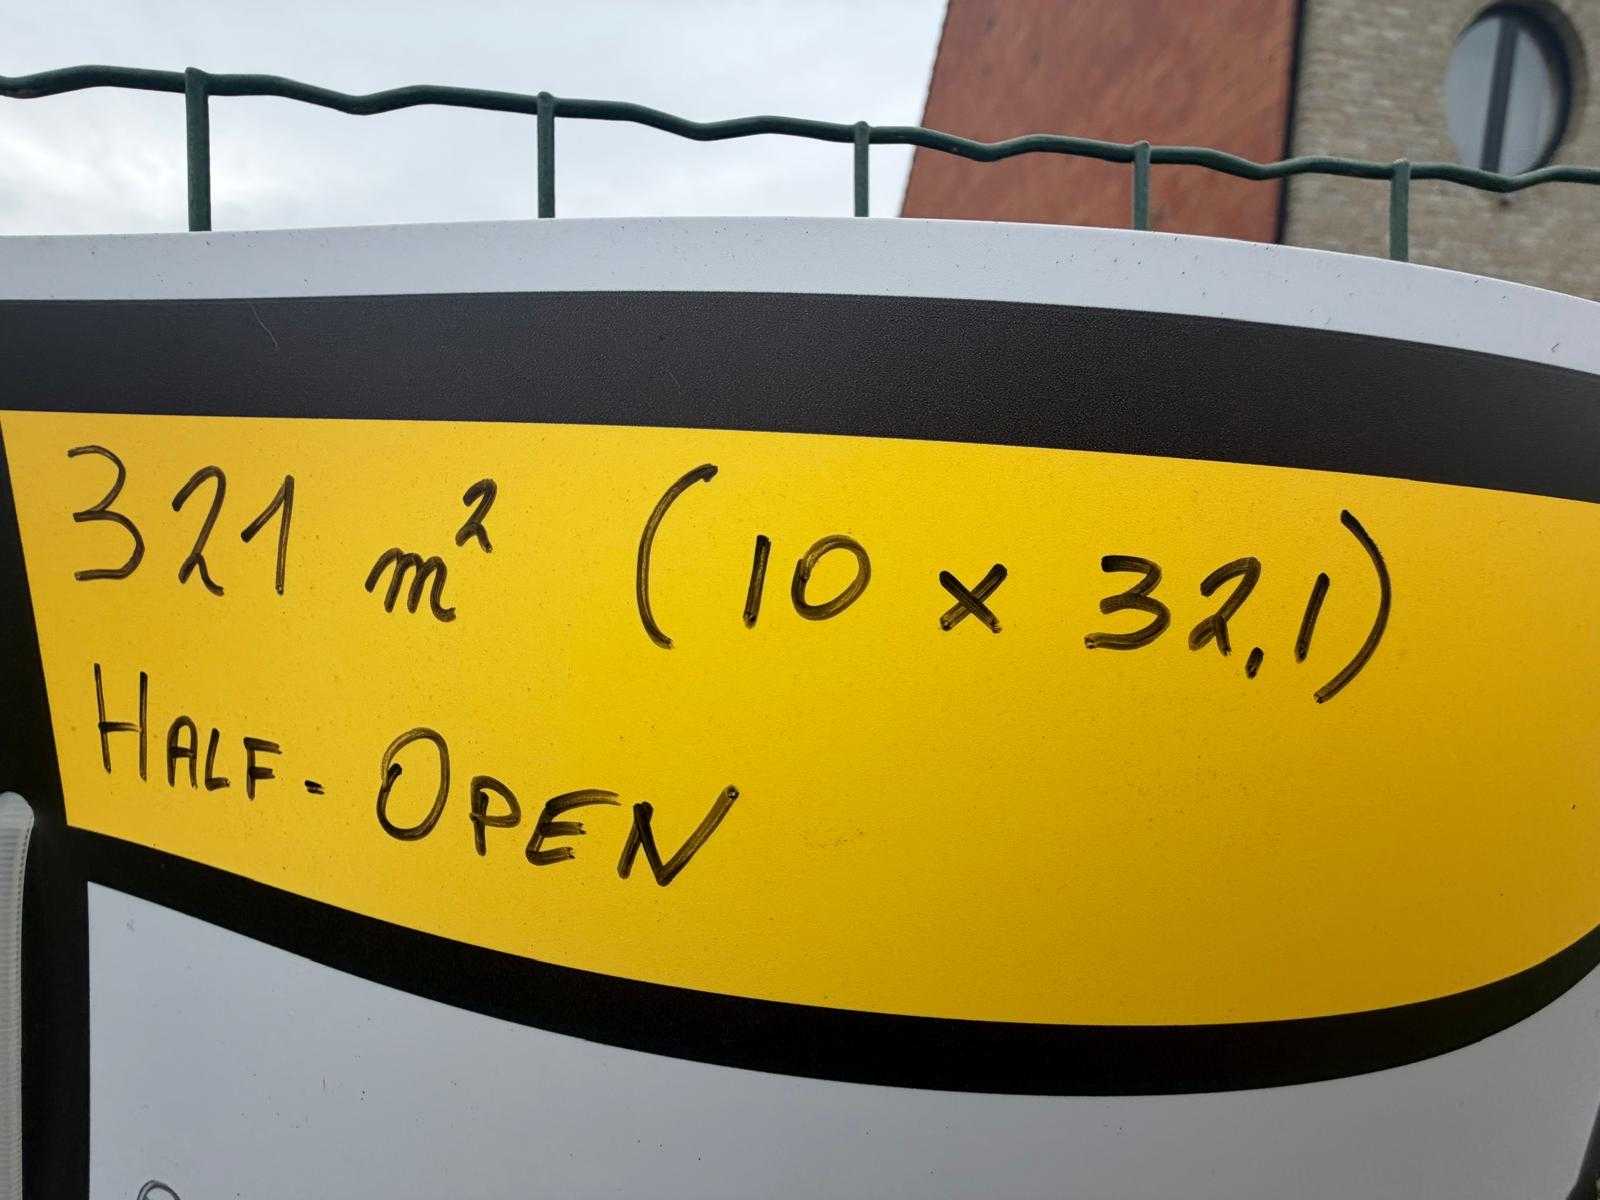 321 m² (10 x 32,1)
HALF-OPEN